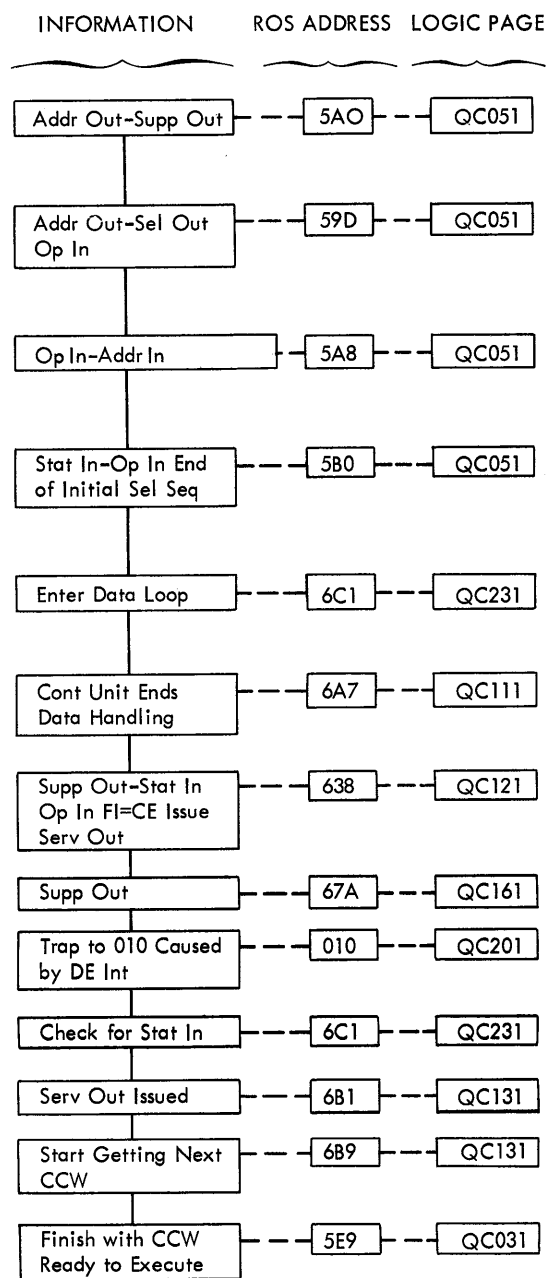 INFORMATION ROS ADDRESS LOGIC PAGE
Addr Out-Supp Out 5AO QC051
Addr Out-Sel Out 59D QC051
Op In
Op In-Addr In 5A8 QC051
Stat In-Op In End 5B0 QC051
of Initial Sel Seq
Enter Data Loop 6C1 QC231
Cont Unit Ends 6A7 QC111
Data Handling
Supp Out-Stat In 638 QC121
Op In FI=CE Issue
Serv Out
Supp Out 67A QC161
Trap to 010 Caused 010 QC201
by DE Int
Check for Stat In 6C1 QC231
Serv Out Issued 6B1 QC131
Start Getting Next 6B9 QC131
CCW
Finish with CCW 5E9 QC031
Ready to Execute